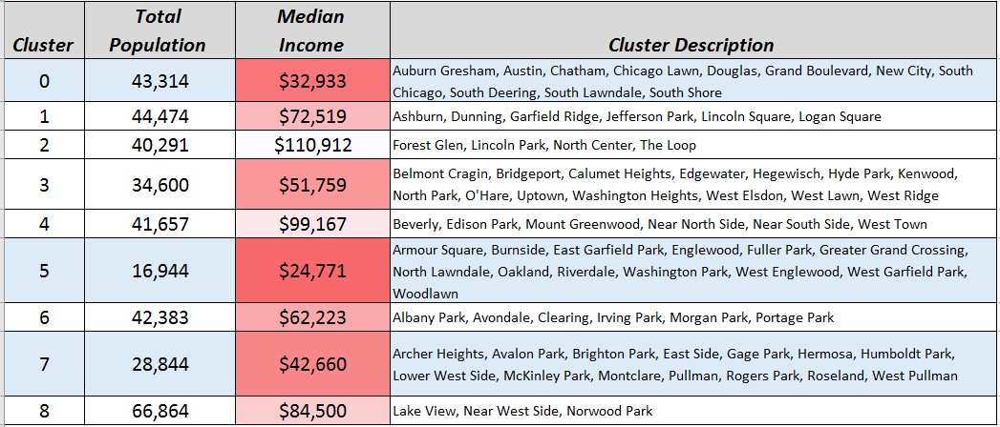 Cluster Total Population Median Income Cluster Description
0 43,314 $32,933 Auburn Gresham, Austin, Chatham, Chicago Lawn, Douglas, Grand Boulevard, New City, South
Chicago, South Deering, South Lawndale, South Shore
1 44,474 $72,519 Ashburn, Dunning, Garfield Ridge, Jefferson Park, Lincoln Square, Logan Square
2 40,291 $110,912 Forest Glen, Lincoln Park, North Center, The Loop
3 34,600 $51,759 Belmont Cragin, Bridgeport, Calumet Heights, Edgewater, Hegewisch, Hyde Park, Kenwood,
North Park, O'Hare, Uptown, Washington Heights, West Elsdon, West Lawn, West Ridge
4 41,657 $99,167 Beverly, Edison Park, Mount Greenwood, Near North Side, Near South Side, West Town
5 16,944 $24,771 Armour Square, Burnside, East Garfield Park, Englewood, Fuller Park, Greater Grand Crossing,
North Lawndale, Oakland, Riverdale, Washington Park, West Englewood, West Garfield Park,
Woodlawn
6 42,383 $62,223 Albany Park, Avondale, Clearing, Irving Park, Morgan Park, Portage Park
7 28,844 $42,660 Archer Heights, Avalon Park, Brighton Park, East Side, Gage Park, Hermosa, Humboldt Park,
Lower West Side, McKinley Park, Montclare, Pullman, Rogers Park, Roseland, West Pullman
8 66,864 $84,500 Lake View, Near West Side, Norwood Park